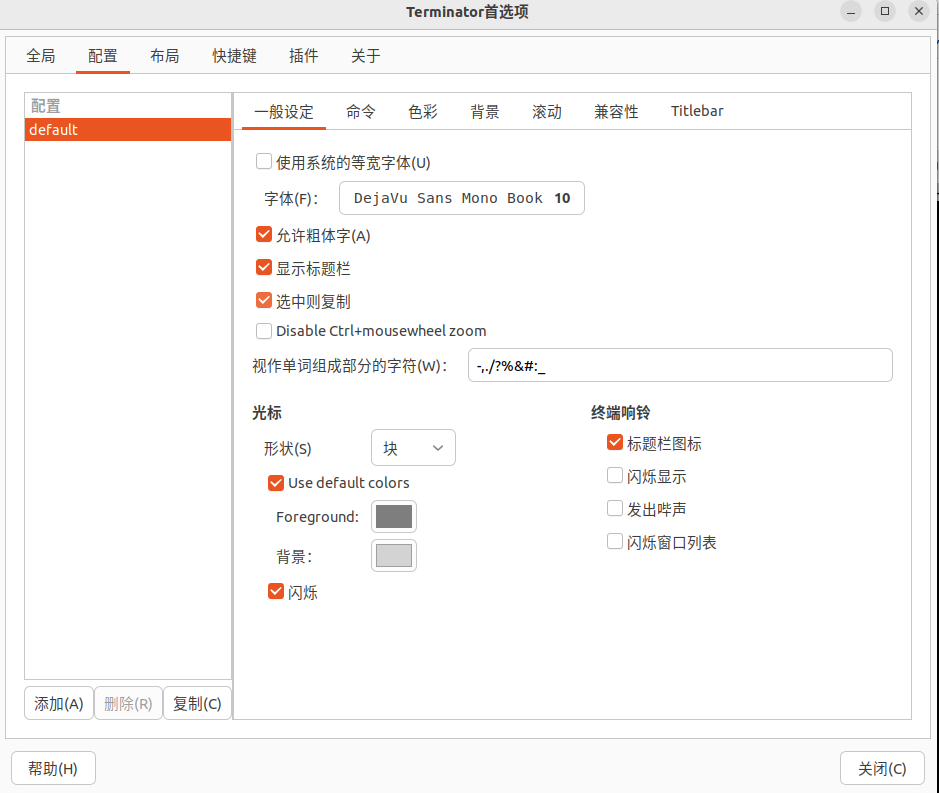 Terminator首选项
全局 配置 布局 快捷键 插件 关于
配置
default
一般设定 命令 色彩 背景 滚动 兼容性 Titlebar
使用系统的等宽字体(U)
字体(F)： DejaVu Sans Mono Book 10
允许粗体字(A)
显示标题栏
选中则复制
Disable Ctrl+mousewheel zoom
视作单词组成部分的字符(W)： -,./?%&#:_
光标
形状(S) 块
Use default colors
Foreground:
背景：
闪烁
终端响铃
标题栏图标
闪烁显示
发出哔声
闪烁窗口列表
添加(A) 删除(R) 复制(C)
帮助(H) 关闭(C)